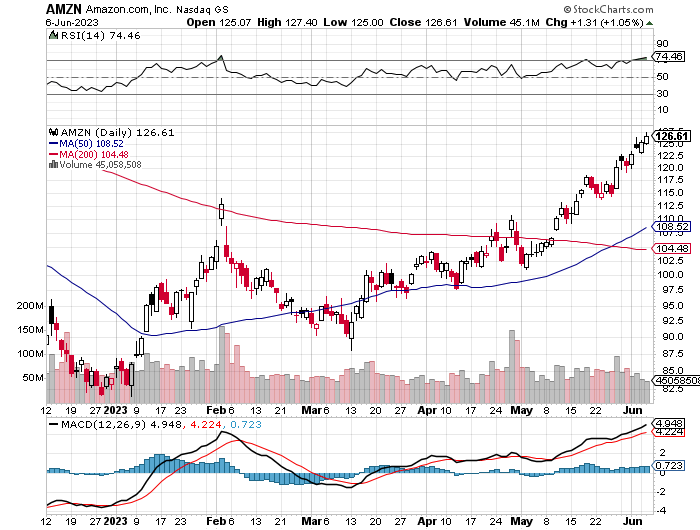 AMZN Amazon.com, Inc. Nasdaq GS © StockCharts.com
6-Jun-2023 Open 125.07 High 127.40 Low 125.00 Close 126.61 Volume 45.1M Chg +1.31 (+1.05%)
RSI(14) 74.46
90
74.46
50
30
10
AMZN (Daily) 126.61
MA(50) 108.52
MA(200) 104.48
Volume 45,058,508
126.61
125.0
122.5
120.0
117.5
115.0
112.5
110.0
108.52
104.48
102.5
100.0
97.5
95.0
92.5
90.0
87.5
85.0
82.5
200M
150M
100M
50M
45058508
12 19 27 2023 9 17 23 Feb 6 13 21 27 Mar 6 13 20 27 Apr 10 17 24 May 8 15 22 Jun
MACD(12,26,9) 4.948, 4.224, 0.723
4.948
4.224
2
0.723
0
-2
-4
12 19 27 2023 9 17 23 Feb 6 13 21 27 Mar 6 13 20 27 Apr 10 17 24 May 8 15 22 Jun